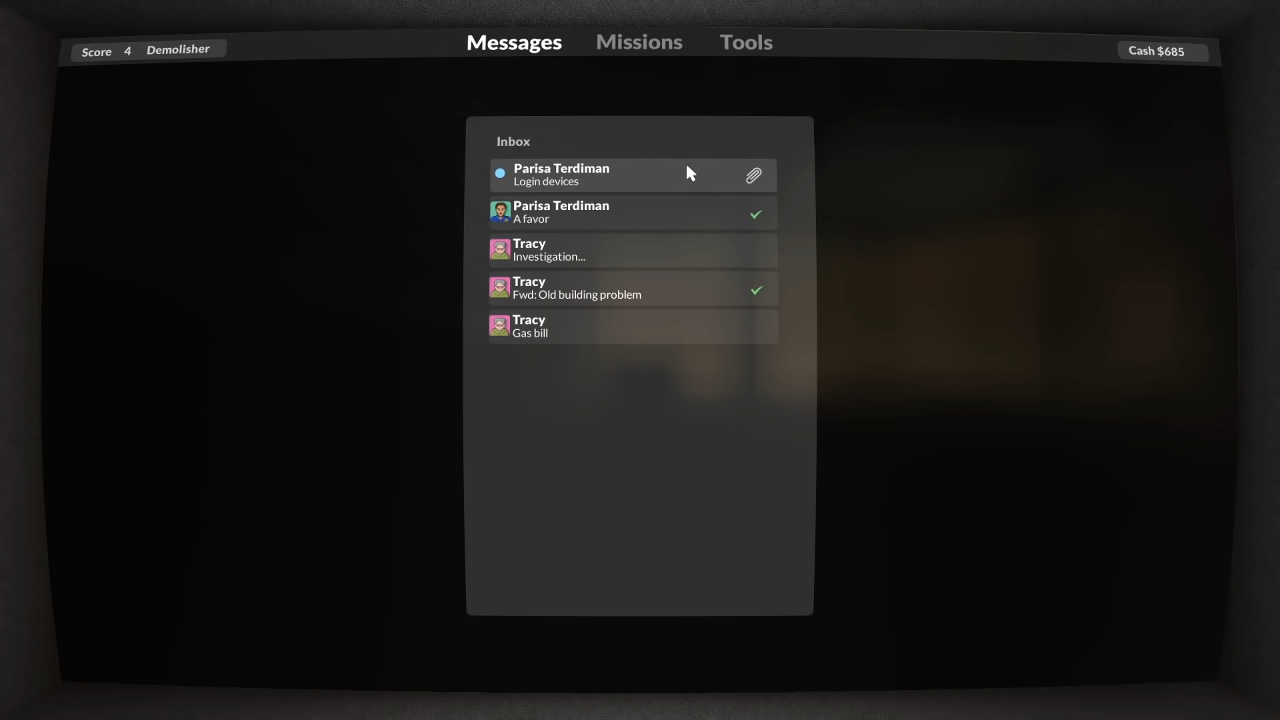 Score 4 Demolisher
Messages
Missions
Tools
Cash $685
Inbox
Parisa Terdiman
Login devices
Parisa Terdiman
A favor
Tracy
Investigation...
Tracy
Fwd: Old building problem
Tracy
Gas bill